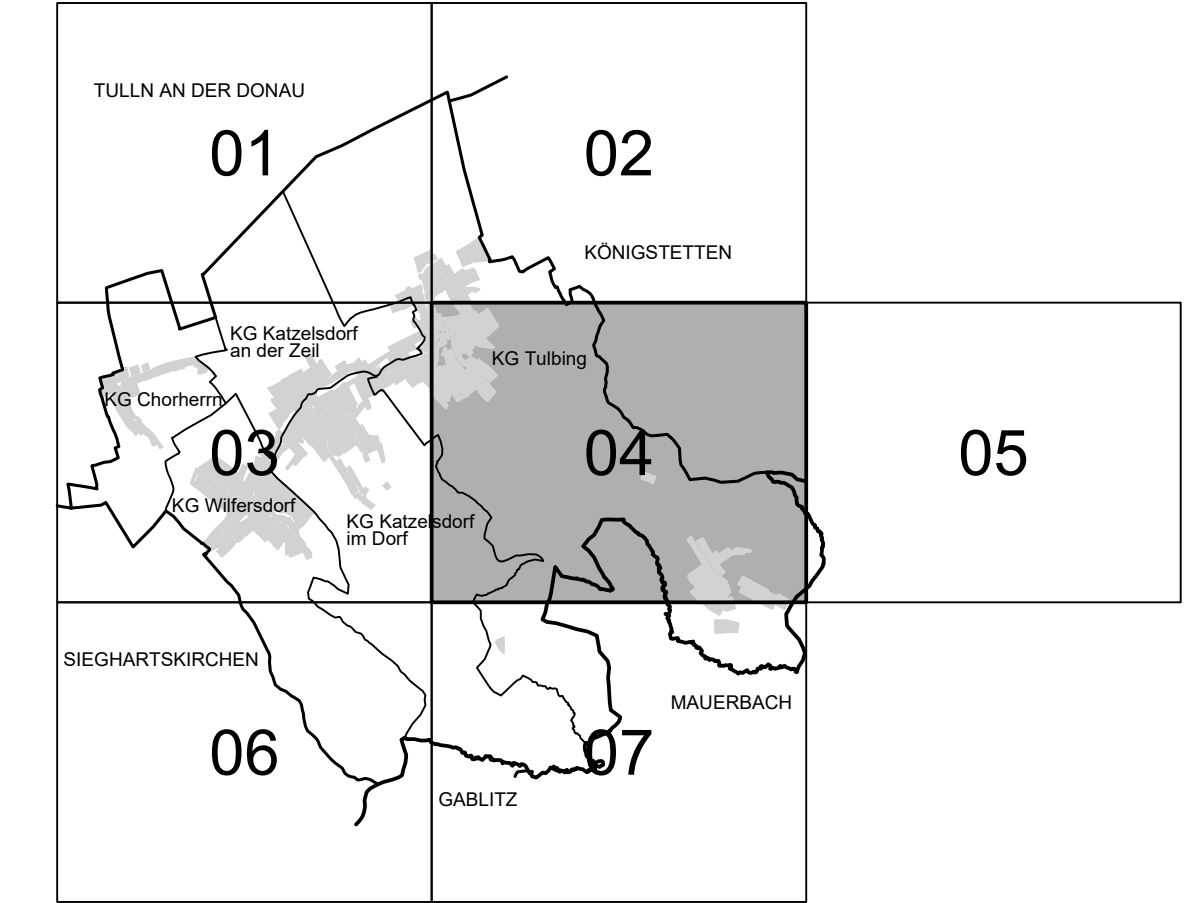 TULLN AN DER DONAU
01
02
KÖNIGSTETTEN
KG Katzelsdorf
an der Zeil
KG Tulbing
KG Chorherrn
03
04
05
KG Wilfersdorf
KG Katzelsdorf
im Dorf
SIEGHARTSKIRCHEN
MAUERBACH
06
07
GABLITZ